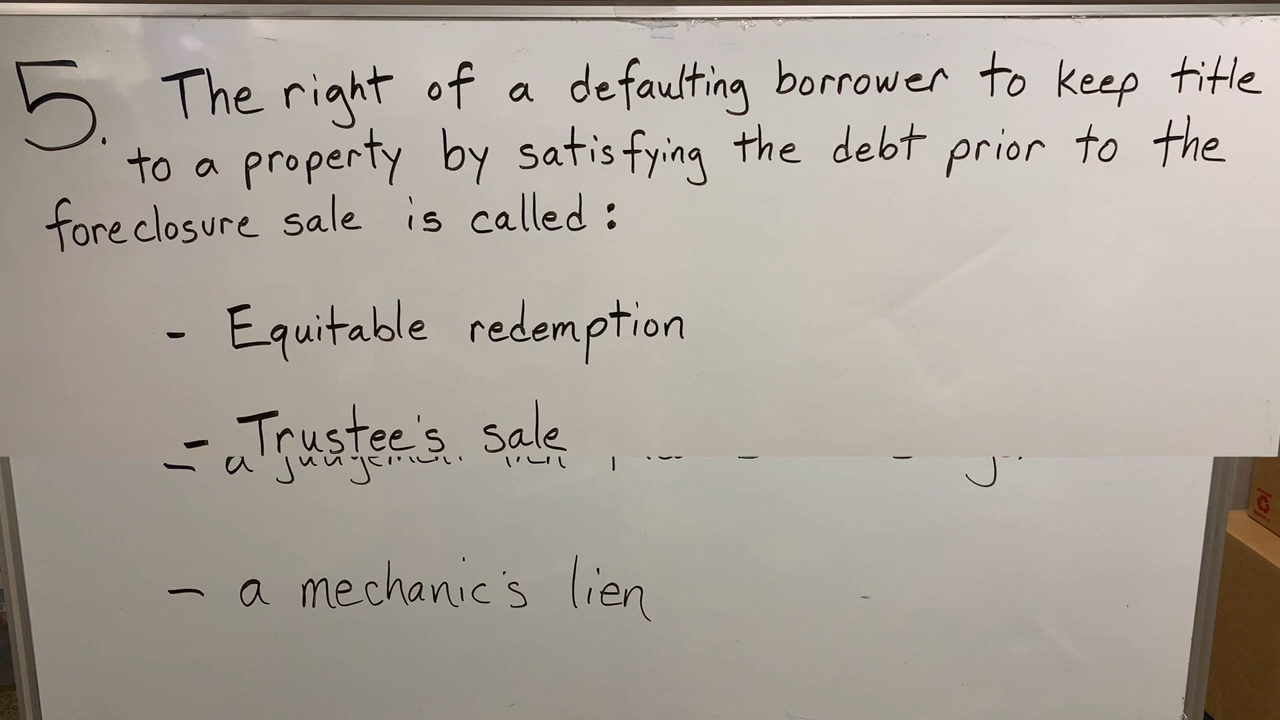 5. The right of a defaulting borrower to keep title
to a property by satisfying the debt prior to the
foreclosure sale is called:
- Equitable redemption
- Trustee's sale
- a
- a mechanic's lien